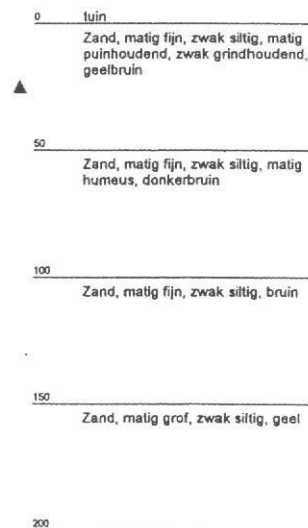 0 tuin
Zand, matig fijn, zwak siltig, matig
puinhoudend, zwak grindhoudend,
geelbruin
50
Zand, matig fijn, zwak siltig, matig
humeus, donkerbruin
100
Zand, matig fijn, zwak siltig, bruin
150
Zand, matig grof, zwak siltig, geel
200